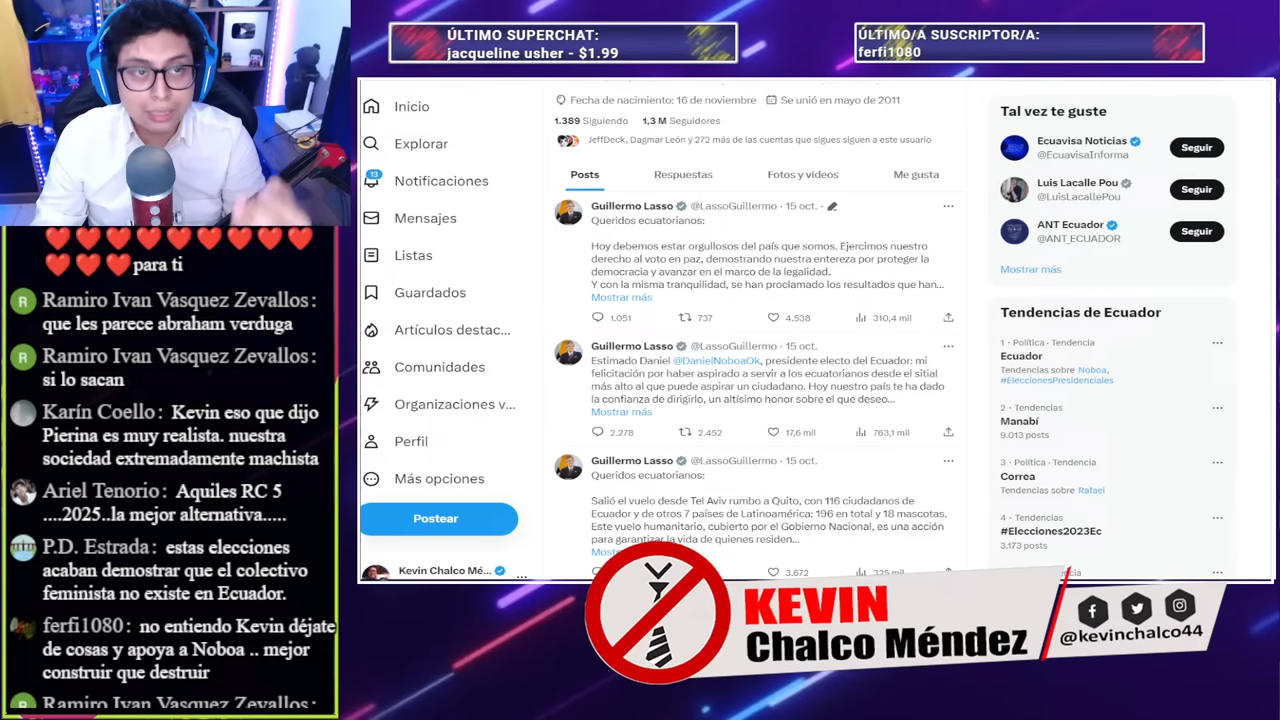 ÚLTIMO SUPERCHAT:
jacqueline usher - $1.99
ÚLTIMO/A SUSCRIPTOR/A:
ferfi1080
para ti
R
Ramiro Ivan Vasquez Zevallos:
que les parece abraham verduga
R
Ramiro Ivan Vasquez Zevallos:
si lo sacan
Karín Coello: Kevin eso que dijo
Pierina es muy realista. nuestra
sociedad extremadamente machista
Ariel Tenorio: Aquiles RC 5
....2025..la mejor alternativa.....
P.D. Estrada: estas elecciones
acaban demostrar que el colectivo
feminista no existe en Ecuador.
ferfi1080: no entiendo Kevin déjate
de cosas y apoya a Noboa .. mejor
construir que destruir
Ramiro Ivan Vasquez Zevallos:
Inicio
Explorar
13
Notificaciones
Mensajes
Listas
Guardados
Artículos destac...
Comunidades
Organizaciones v...
Perfil
Más opciones
Postear
Kevin Chalco Mé...
...
Fecha de nacimiento: 16 de noviembre Se unió en mayo de 2011
1.389 Siguiendo 1,3 M Seguidores
JeffDeck, Dagmar León y 272 más de las cuentas que sigues siguen a este usuario
Posts Respuestas Fotos y videos Me gusta
Guillermo Lasso @LassoGuillermo · 15 oct. ·
Queridos ecuatorianos:
Hoy debemos estar orgullosos del país que somos. Ejercimos nuestro
derecho al voto en paz, demostrando nuestra entereza por proteger la
democracia y avanzar en el marco de la legalidad.
Y con la misma tranquilidad, se han proclamado los resultados que han...
Mostrar más
1.051 737 4.538 310,4 mil
Guillermo Lasso @LassoGuillermo · 15 oct.
Estimado Daniel @DanielNoboaOk, presidente electo del Ecuador: mi
felicitación por haber aspirado a servir a los ecuatorianos desde el sitial
más alto al que puede aspirar un ciudadano. Hoy nuestro país te ha dado
la confianza de dirigirlo, un altísimo honor sobre el que deseo...
Mostrar más
2.278 2.452 17,6 mil 763,1 mil
Guillermo Lasso @LassoGuillermo · 15 oct.
Queridos ecuatorianos:
Salió el vuelo desde Tel Aviv rumbo a Quito, con 116 ciudadanos de
Ecuador y de otros 7 países de Latinoamérica: 196 en total y 18 mascotas.
Este vuelo humanitario, cubierto por el Gobierno Nacional, es una acción
para garantizar la vida de quienes residen...
3.672 325 mil
Tal vez te guste
Ecuavisa Noticias
@EcuavisaInforma
Seguir
Luis Lacalle Pou
@LuisLacallePou
Seguir
ANT Ecuador
@ANT_ECUADOR
Seguir
Mostrar más
Tendencias de Ecuador
1 · Política · Tendencia
Ecuador
Tendencias sobre Noboa,
#EleccionesPresidenciales
2 · Tendencias
Manabí
9.013 posts
3 · Política · Tendencia
Correa
Tendencias sobre Rafael
4 · Tendencias
#Elecciones2023Ec
3.173 posts
KEVIN
Chalco Méndez
@kevinchalco44